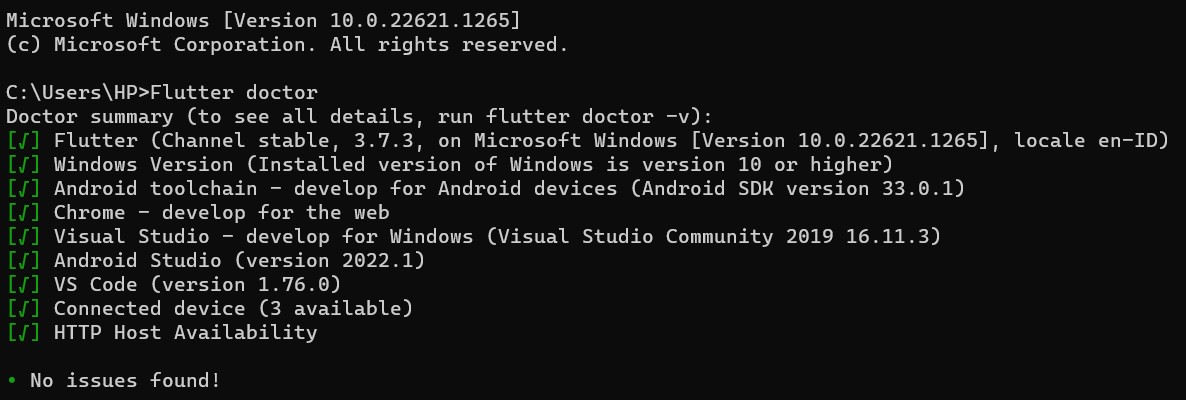 Microsoft Windows [Version 10.0.22621.1265]
(c) Microsoft Corporation. All rights reserved.
C:\Users\HP>Flutter doctor
Doctor summary (to see all details, run flutter doctor -v):
[√] Flutter (Channel stable, 3.7.3, on Microsoft Windows [Version 10.0.22621.1265], locale en-ID)
[√] Windows Version (Installed version of Windows is version 10 or higher)
[√] Android toolchain - develop for Android devices (Android SDK version 33.0.1)
[√] Chrome - develop for the web
[√] Visual Studio - develop for Windows (Visual Studio Community 2019 16.11.3)
[√] Android Studio (version 2022.1)
[√] VS Code (version 1.76.0)
[√] Connected device (3 available)
[√] HTTP Host Availability
• No issues found!